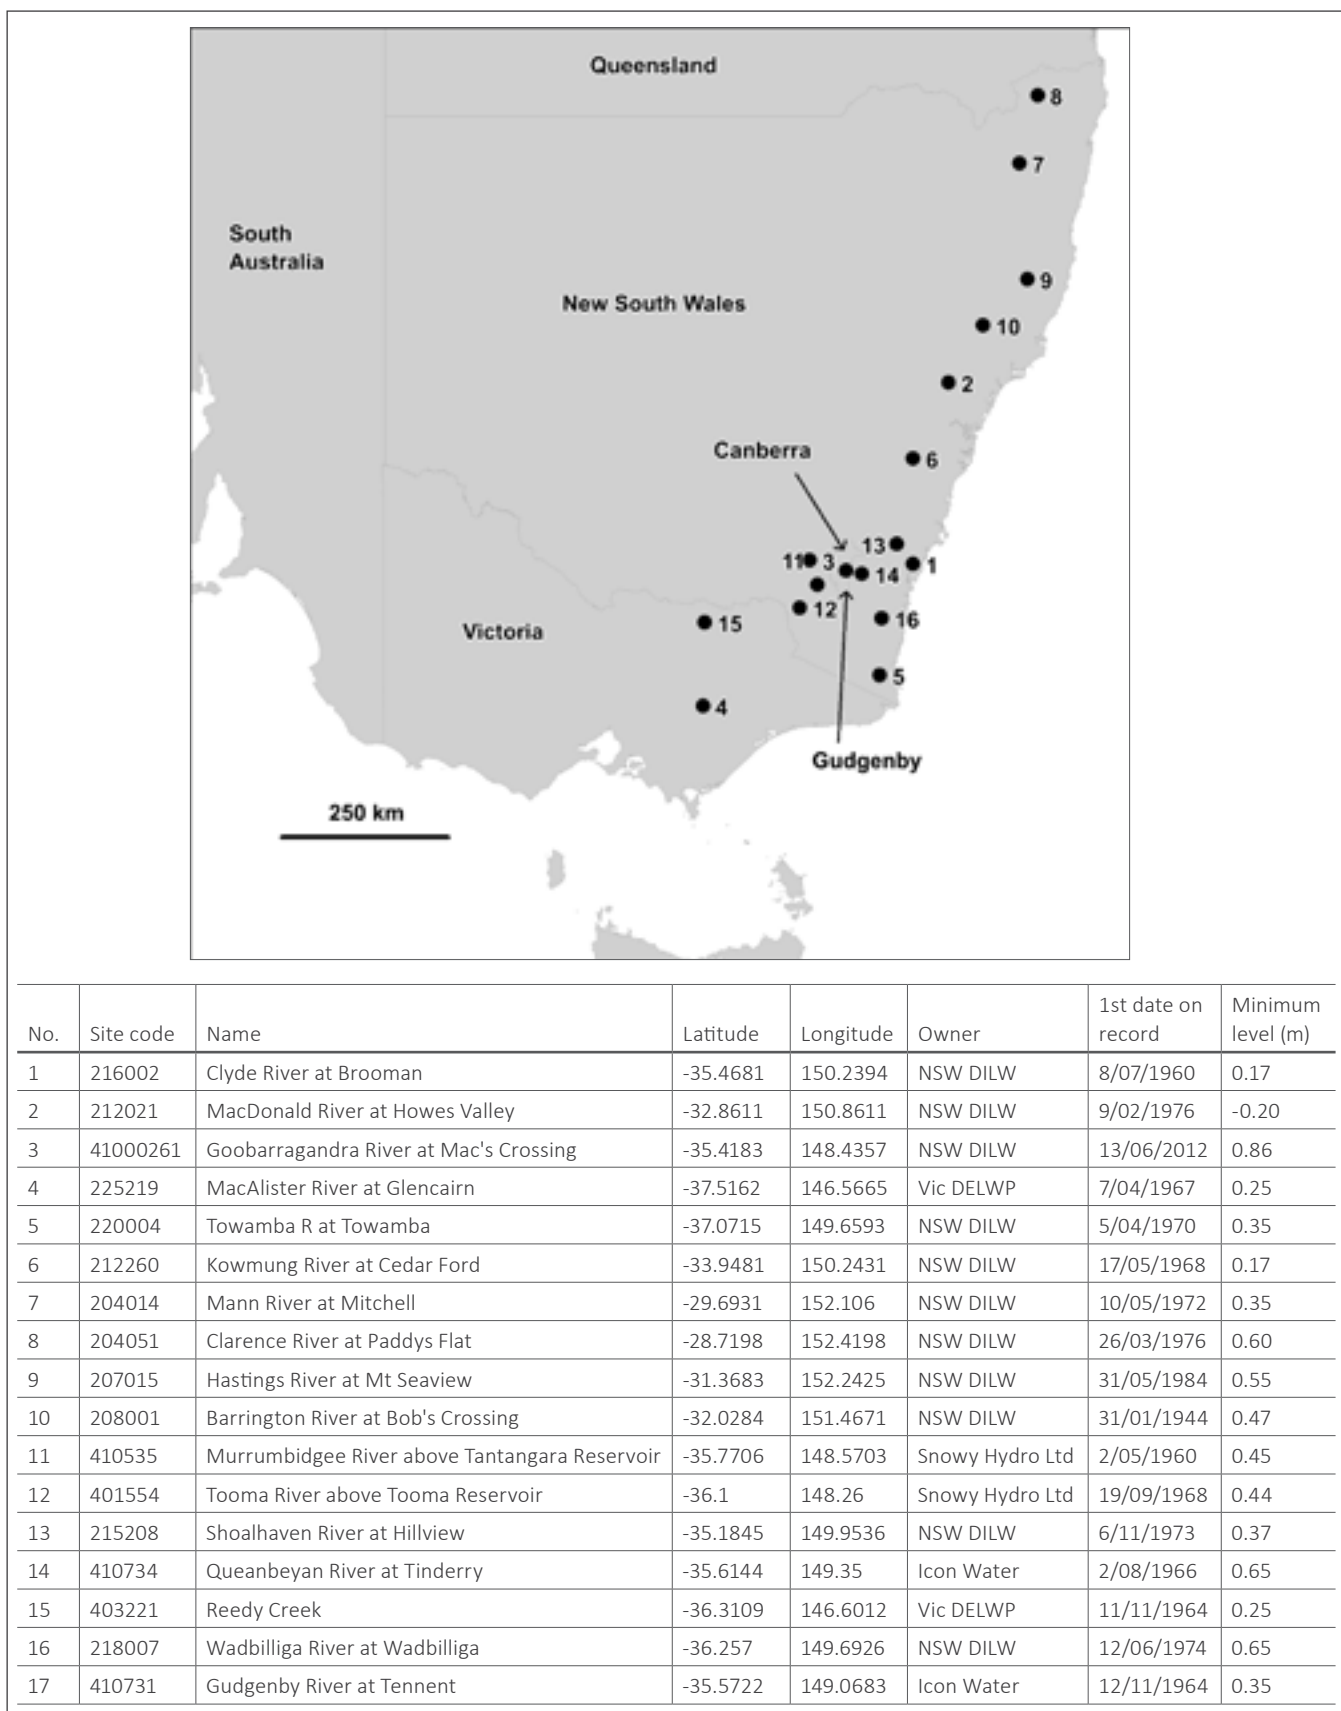 Queensland
8
7
South
Australia
9
New South Wales
10
2
Canberra
6
13
11 3
1
14
12
16
15
Victoria
5
4
Gudgenby
250 km
No. Site code Name Latitude Longitude Owner 1st date on record Minimum level (m)
1 216002 Clyde River at Brooman -35.4681 150.2394 NSW DILW 8/07/1960 0.17
2 212021 MacDonald River at Howes Valley -32.8611 150.8611 NSW DILW 9/02/1976 -0.20
3 41000261 Goobarragandra River at Mac's Crossing -35.4183 148.4357 NSW DILW 13/06/2012 0.86
4 225219 MacAlister River at Glencairn -37.5162 146.5665 Vic DELWP 7/04/1967 0.25
5 220004 Towamba R at Towamba -37.0715 149.6593 NSW DILW 5/04/1970 0.35
6 212260 Kowmung River at Cedar Ford -33.9481 150.2431 NSW DILW 17/05/1968 0.17
7 204014 Mann River at Mitchell -29.6931 152.106 NSW DILW 10/05/1972 0.35
8 204051 Clarence River at Paddys Flat -28.7198 152.4198 NSW DILW 26/03/1976 0.60
9 207015 Hastings River at Mt Seaview -31.3683 152.2425 NSW DILW 31/05/1984 0.55
10 208001 Barrington River at Bob's Crossing -32.0284 151.4671 NSW DILW 31/01/1944 0.47
11 410535 Murrumbidgee River above Tantangara Reservoir -35.7706 148.5703 Snowy Hydro Ltd 2/05/1960 0.45
12 401554 Tooma River above Tooma Reservoir -36.1 148.26 Snowy Hydro Ltd 19/09/1968 0.44
13 215208 Shoalhaven River at Hillview -35.1845 149.9536 NSW DILW 6/11/1973 0.37
14 410734 Queanbeyan River at Tinderry -35.6144 149.35 Icon Water 2/08/1966 0.65
15 403221 Reedy Creek -36.3109 146.6012 Vic DELWP 11/11/1964 0.25
16 218007 Wadbilliga River at Wadbilliga -36.257 149.6926 NSW DILW 12/06/1974 0.65
17 410731 Gudgenby River at Tennent -35.5722 149.0683 Icon Water 12/11/1964 0.35